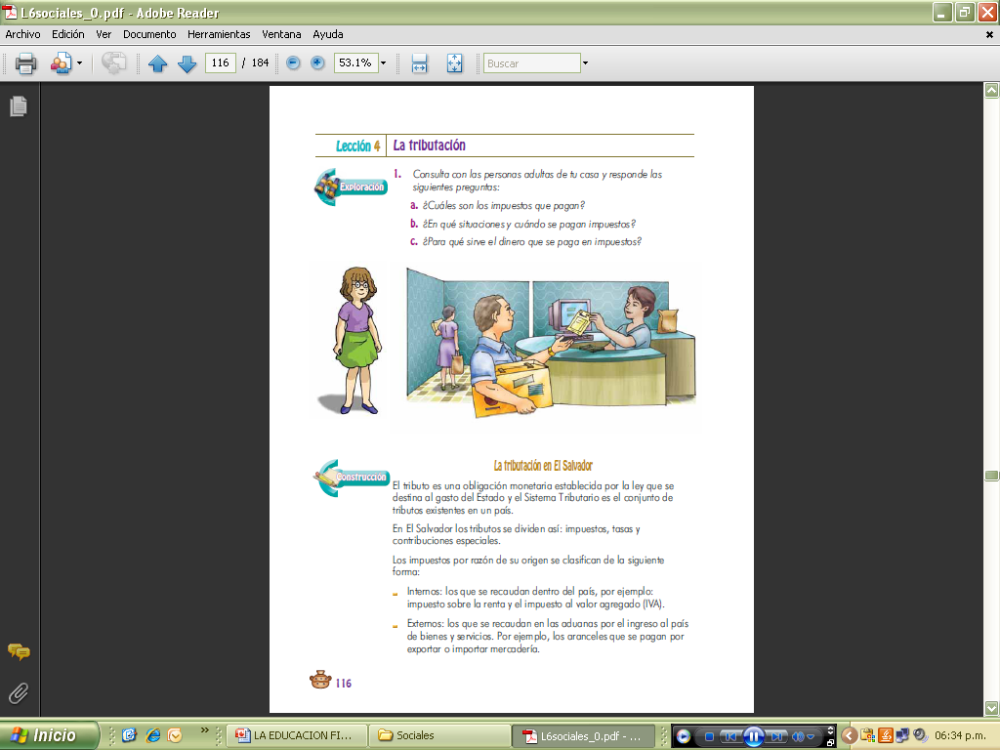 L6sociales_0.pdf - Adobe Reader
Archivo Edición Ver Documento Herramientas Ventana Ayuda
116 / 184 53.1% Buscar
Lección 4 La tributación
Exploración
1. Consulta con las personas adultas de tu casa y responde las
siguientes preguntas:
a. ¿Cuáles son los impuestos que pagan?
b. ¿En qué situaciones y cuándo se pagan impuestos?
c. ¿Para qué sirve el dinero que se paga en impuestos?
Construcción
La tributación en El Salvador
El tributo es una obligación monetaria establecida por la ley que se
destina al gasto del Estado y el Sistema Tributario es el conjunto de
tributos existentes en un país.
En El Salvador los tributos se dividen así: impuestos, tasas y
contribuciones especiales.
Los impuestos por razón de su origen se clasifican de la siguiente
forma:
Internos: los que se recaudan dentro del país, por ejemplo:
impuesto sobre la renta y el impuesto al valor agregado (IVA).
Externos: los que se recaudan en las aduanas por el ingreso al país
de bienes y servicios. Por ejemplo, los aranceles que se pagan por
exportar o importar mercadería.
116
Inicio » LA EDUCACION FI... Sociales L6sociales_0.pdf - ... 06:34 p.m.